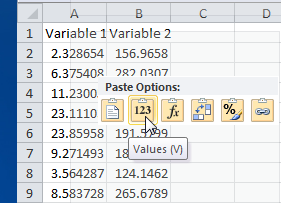 A B C D
1 Variable 1 Variable 2
2 2.328654 156.9658
3 6.375408 282.0307
4 11.2300
Paste Options:
5 23.1110
123 fx %
6 23.85958
7 9.271493
Values (V)
8 3.564287 124.1462
9 8.583728 265.6789